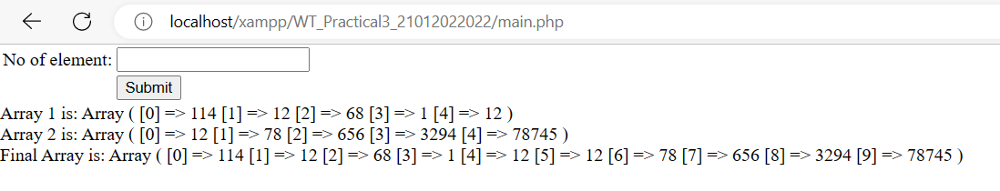 localhost/xampp/WT_Practical3_21012022022/main.php
No of element:
Submit
Array 1 is: Array ( [0] => 114 [1] => 12 [2] => 68 [3] => 1 [4] => 12 )
Array 2 is: Array ( [0] => 12 [1] => 78 [2] => 656 [3] => 3294 [4] => 78745 )
Final Array is: Array ( [0] => 114 [1] => 12 [2] => 68 [3] => 1 [4] => 12 [5] => 12 [6] => 78 [7] => 656 [8] => 3294 [9] => 78745 )